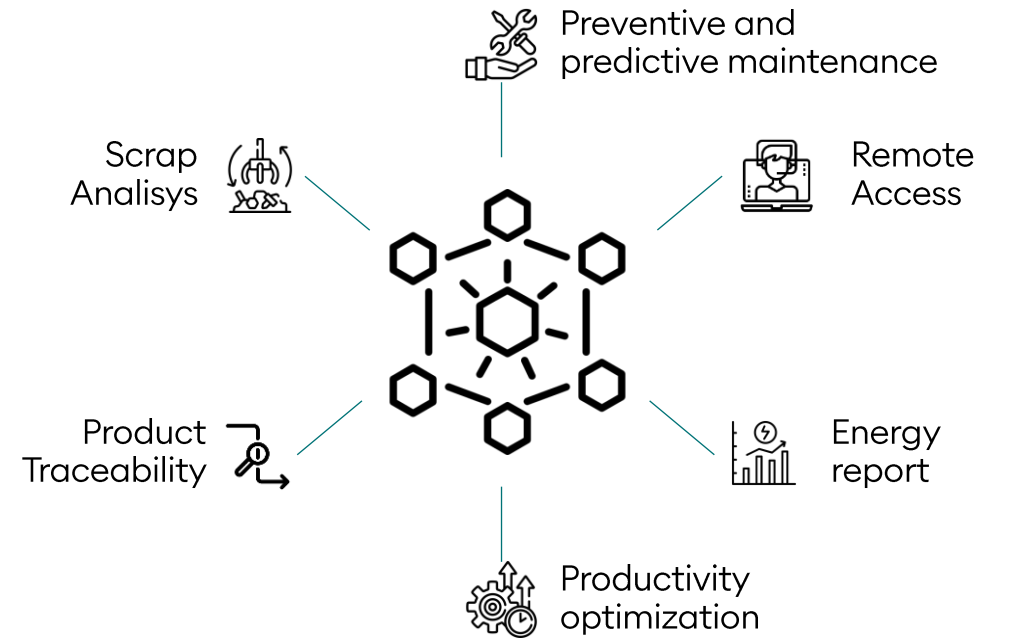 Preventive and
predictive maintenance
Scrap
Analisys
Remote
Access
Product
Traceability
Energy
report
Productivity
optimization